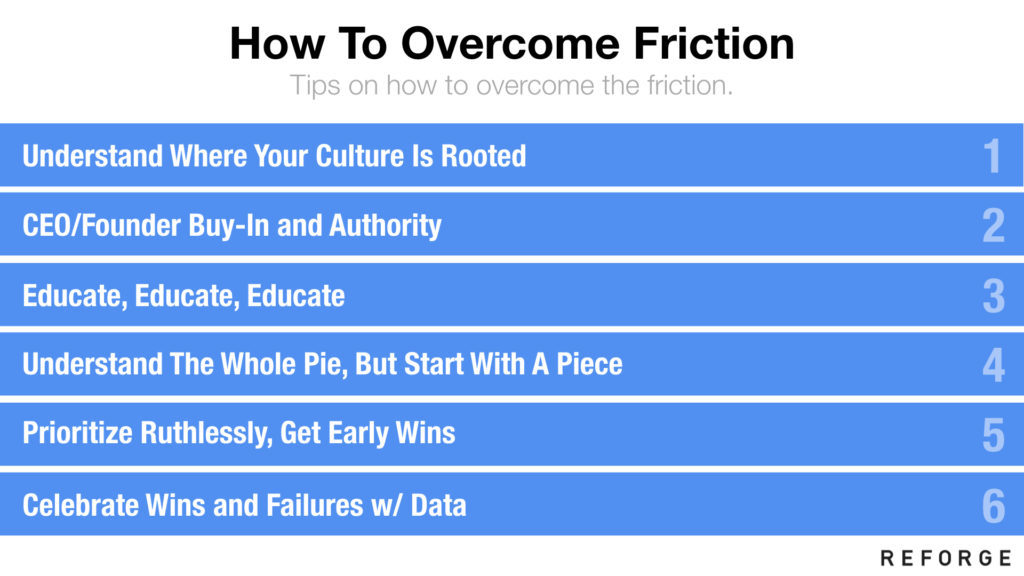 How To Overcome Friction
Tips on how to overcome the friction.
Understand Where Your Culture Is Rooted 1
CEO/Founder Buy-In and Authority 2
Educate, Educate, Educate 3
Understand The Whole Pie, But Start With A Piece 4
Prioritize Ruthlessly, Get Early Wins 5
Celebrate Wins and Failures w/ Data 6
REFORGE